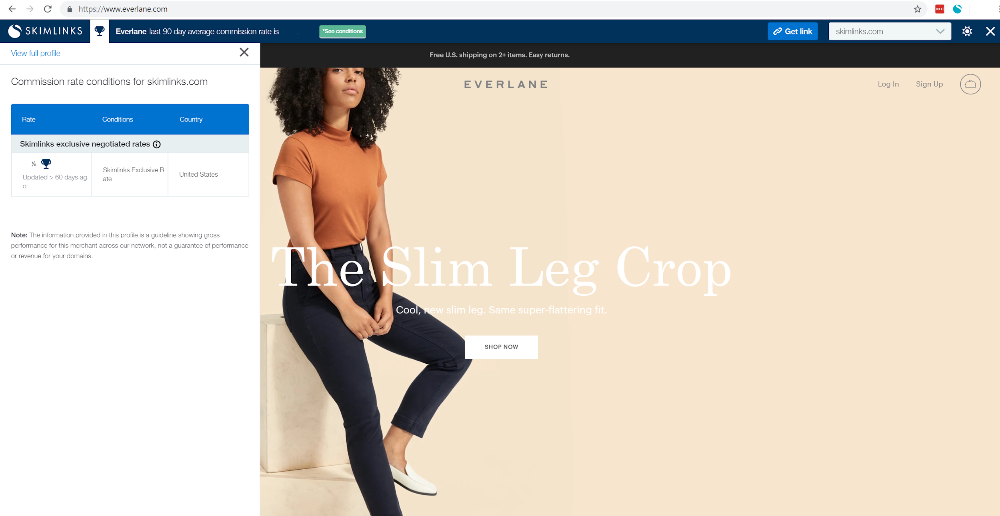 https://www.everlane.com
SKIMLINKS
Everlane last 90 day average commission rate is
*See conditions
Get link
skimlinks.com
View full profile
Commission rate conditions for skimlinks.com
Rate Conditions Country
Skimlinks exclusive negotiated rates
%
Updated > 60 days ag
o
Skimlinks Exclusive R
ate
United States
Note: The information provided in this profile is a guideline showing gross
performance for this merchant across our network, not a guarantee of performance
or revenue for your domains.
Free U.S. shipping on 2+ items. Easy returns.
EVERLANE
Log In
Sign Up
The Slim Leg Crop
Cool, new slim leg. Same super-flattering fit.
SHOP NOW